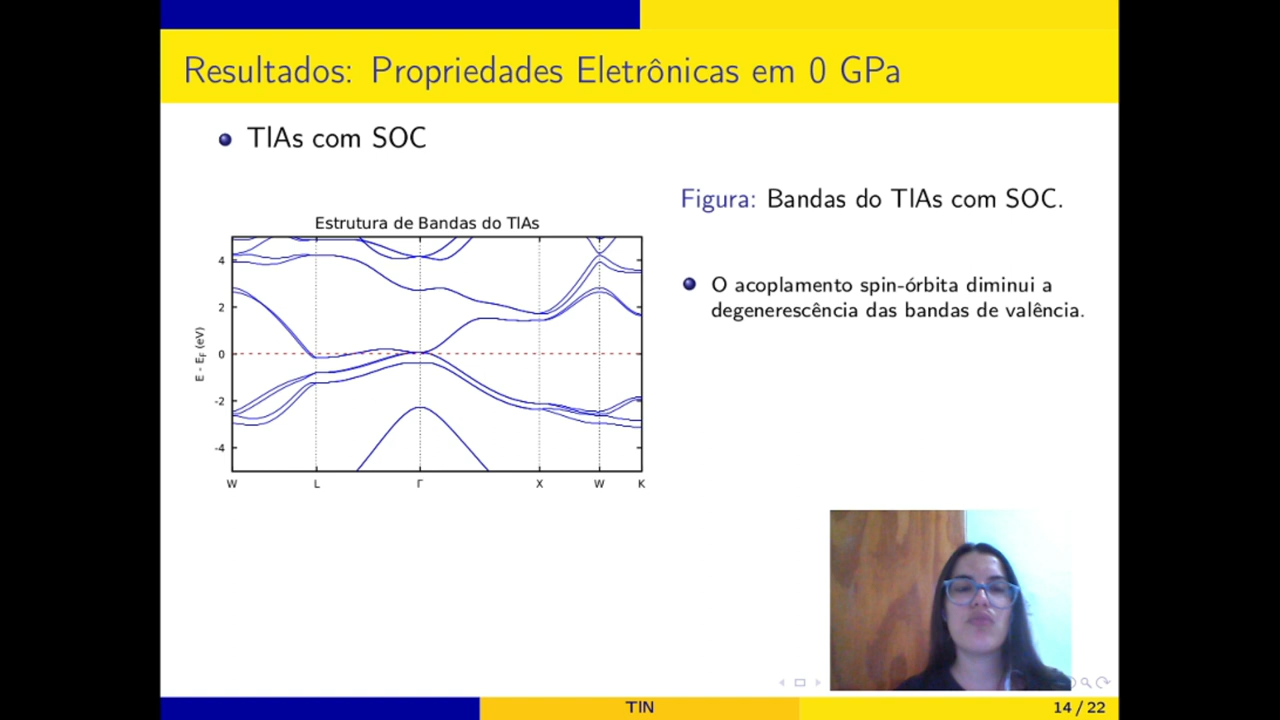 Resultados: Propriedades Eletrônicas em 0 GPa
TlAs com SOC
Figura: Bandas do TlAs com SOC.
Estrutura de Bandas do TlAs
4
2
0
-2
-4
E - E_F (eV)
W L Γ X W K
O acoplamento spin-órbita diminui a
degenerescência das bandas de valência.
TlN
14 / 22